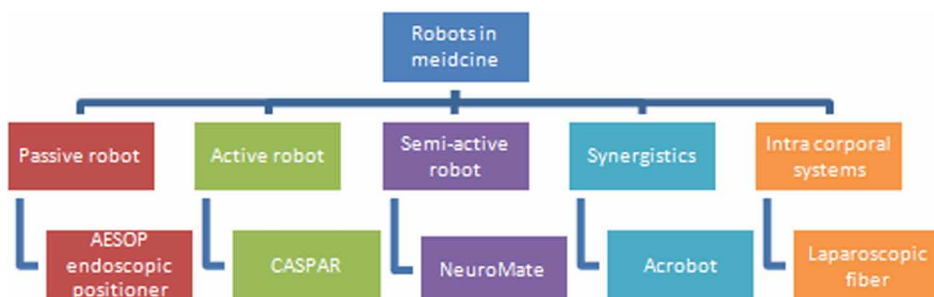 Robots in
meidcine
Passive robot
Active robot
Semi-active
robot
Synergistics
Intra corporal
systems
AESOP
endoscopic
positioner
CASPAR
NeuroMate
Acrobot
Laparoscopic
fiber